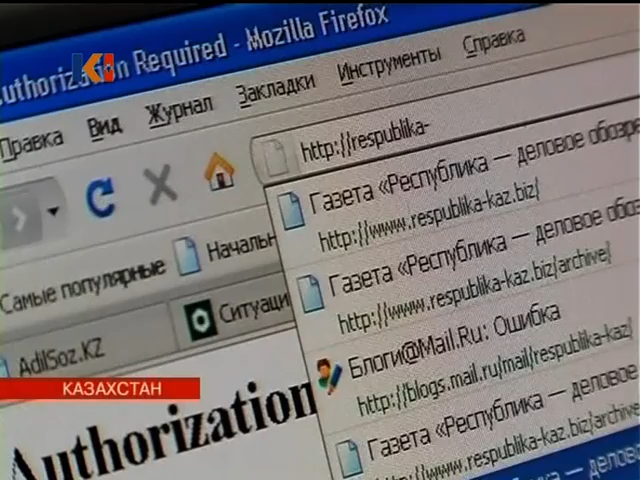 Authorization Required - Mozilla Firefox
Правка Вид Журнал Закладки Инструменты Справка
http://respublika-
Газета «Республика — деловое обозре
http://www.respublika-kaz.biz/
Газета «Республика — деловое обоз
http://www.respublika-kaz.biz/archive/
Блоги@Mail.Ru: Ошибка
http://blogs.mail.ru/mail/respublika-kaz/
Газета «Республика — деловое
http://www.respublika-kaz.biz/archive
Самые популярные
Начальн
AdilSoz.KZ
Ситуаци
КАЗАХСТАН
Authorization